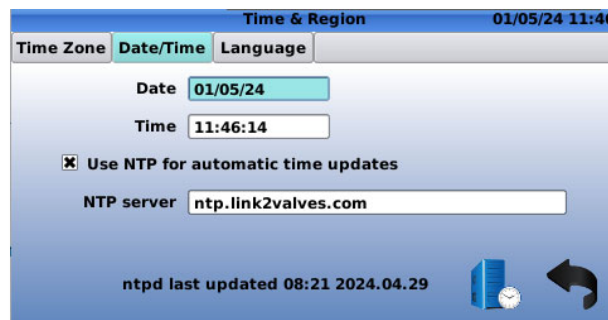 Time & Region 01/05/24 11:46
Time Zone Date/Time Language
Date 01/05/24
Time 11:46:14
Use NTP for automatic time updates
NTP server ntp.link2valves.com
ntpd last updated 08:21 2024.04.29